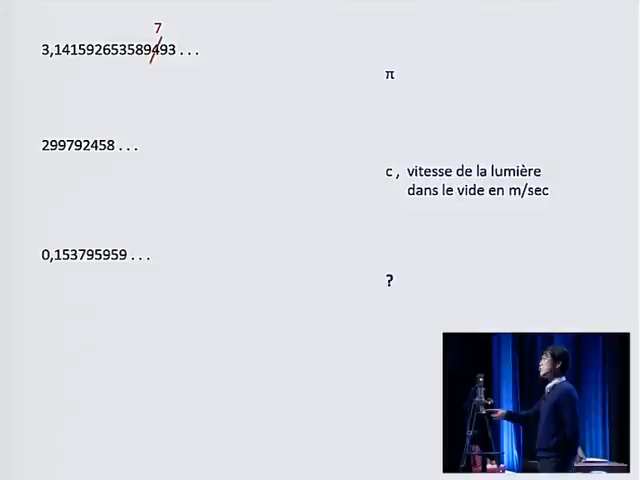 7
3,141592653589493 . . .
π
299792458 . . .
c , vitesse de la lumière
dans le vide en m/sec
0,153795959 . . .
?